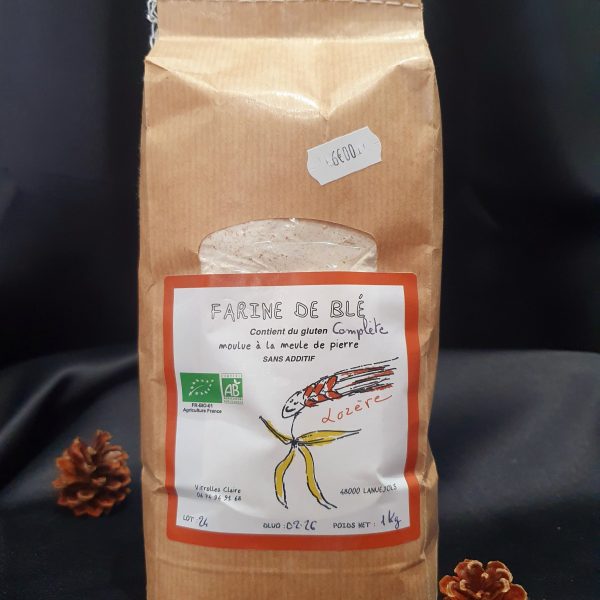 6€00
FARINE DE BLÉ
Contient du gluten Complète
moulue à la meule de pierre
SANS ADDITIF
CERTIFIÉ
AB
AGRICULTURE
BIOLOGIQUE
FR-BIO-01
Agriculture France
Lozère
Vitrolles Claire
48000 LANUEJOLS
LOT : 24
DLUO : 02.26
POIDS NET : 1 Kg